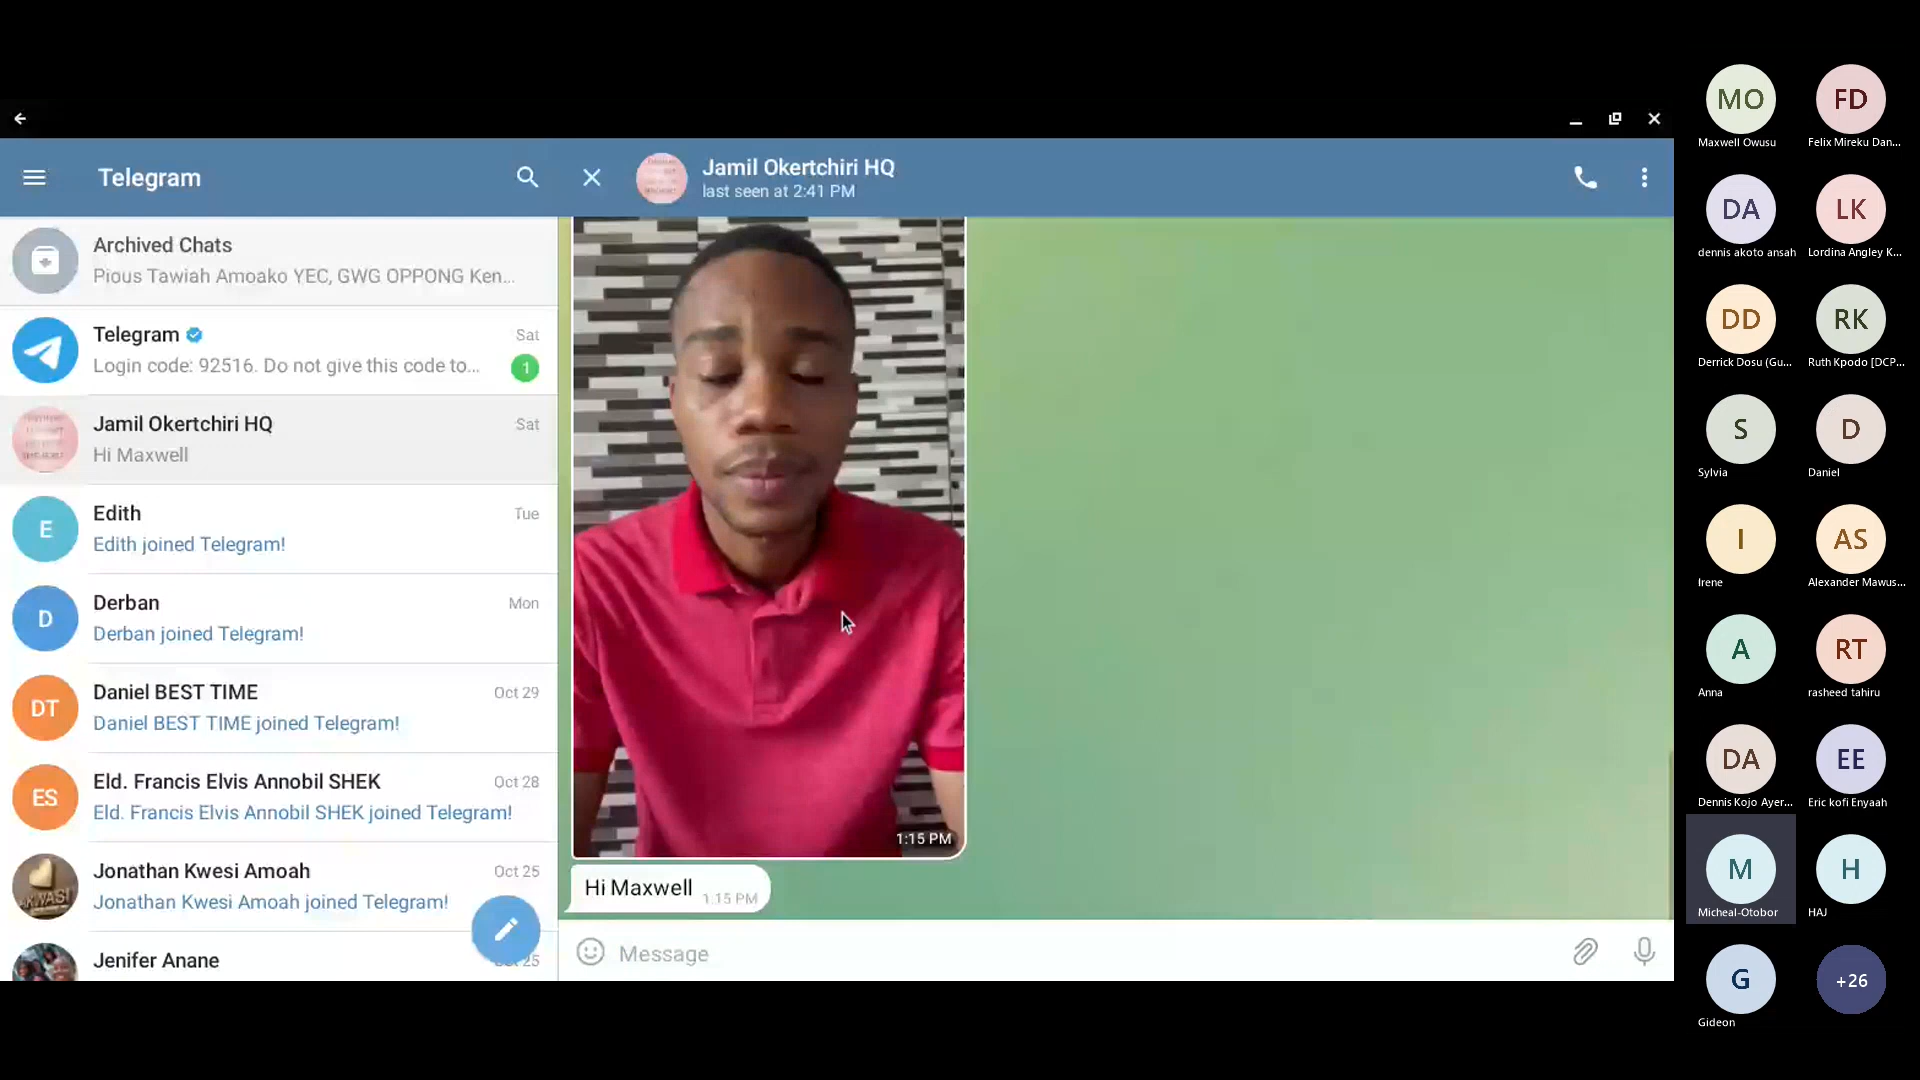 Telegram
Jamil Okertchiri HQ
last seen at 2:41 PM
Archived Chats
Pious Tawiah Amoako YEC, GWG OPPONG Ken...
Telegram
Sat
Login code: 92516. Do not give this code to...
1
Jamil Okertchiri HQ
Sat
Hi Maxwell
Edith
Tue
Edith joined Telegram!
Derban
Mon
Derban joined Telegram!
Daniel BEST TIME
Oct 29
Daniel BEST TIME joined Telegram!
Eld. Francis Elvis Annobil SHEK
Oct 28
Eld. Francis Elvis Annobil SHEK joined Telegram!
Jonathan Kwesi Amoah
Oct 25
Jonathan Kwesi Amoah joined Telegram!
Jenifer Anane
25
E
D
DT
ES
1:15 PM
Hi Maxwell 1:15 PM
Message
MO
Maxwell Owusu
FD
Felix Mireku Dan...
DA
dennis akoto ansah
LK
Lordina Angley K...
DD
Derrick Dosu (Gu...
RK
Ruth Kpodo [DCP...
S
Sylvia
D
Daniel
I
Irene
AS
Alexander Mawus...
A
Anna
RT
rasheed tahiru
DA
Dennis Kojo Ayer...
EE
Eric kofi Enyaah
M
Micheal-Otobor
H
HAJ
G
Gideon
+26